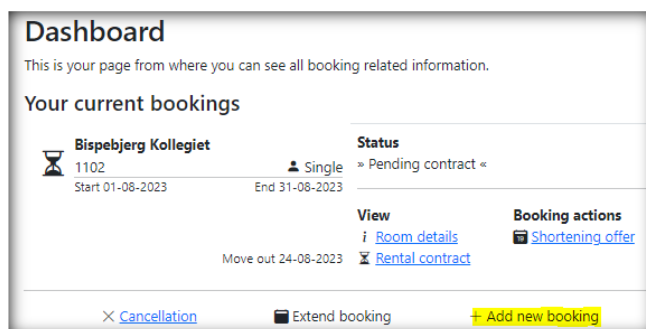 Dashboard
This is your page from where you can see all booking related information.
Your current bookings
Bispebjerg Kollegiet
1102 Single
Start 01-08-2023 End 31-08-2023
Move out 24-08-2023
Status
» Pending contract «
View
i Room details
Rental contract
Booking actions
Shortening offer
× Cancellation
Extend booking
+ Add new booking